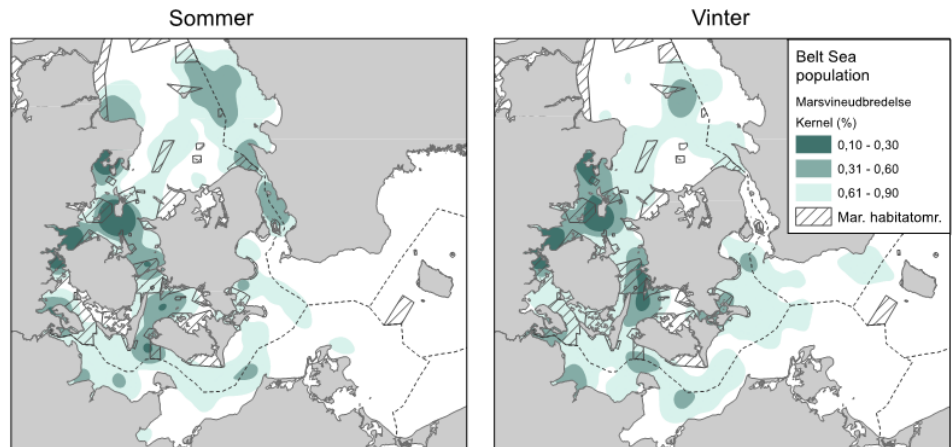 Sommer
Vinter
Belt Sea
population
Marsvineudbredelse
Kernel (%)
0,10 - 0,30
0,31 - 0,60
0,61 - 0,90
Mar. habitatomr.